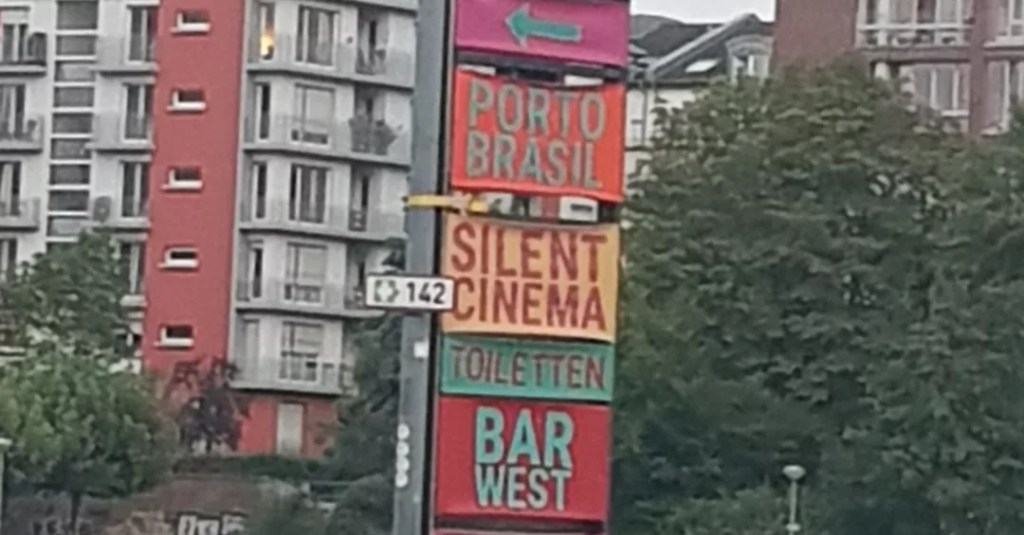 PORTO
BRASIL
SILENT
CINEMA
142
TOILETTEN
BAR
WEST